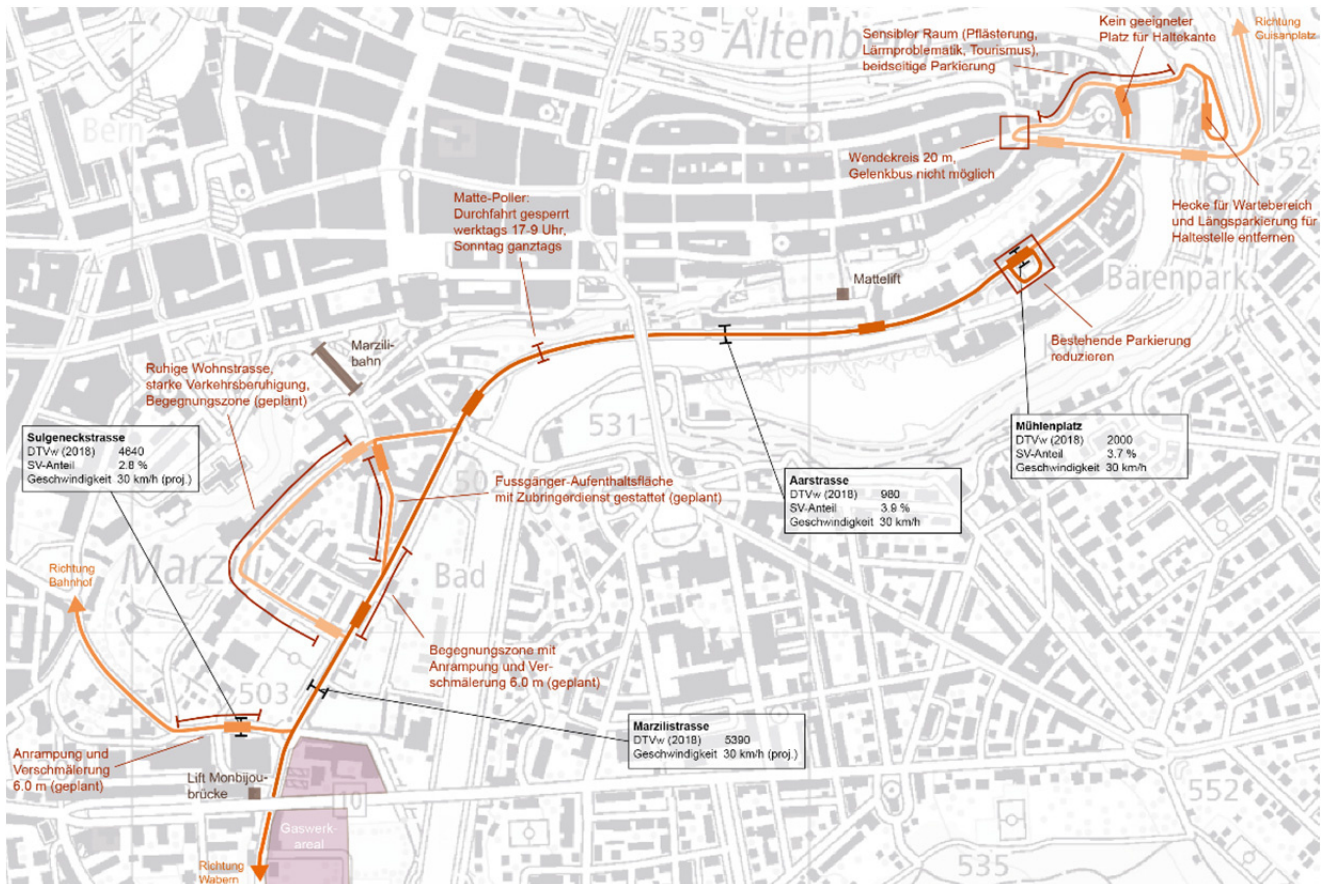 539
Altenbe
Bern
Sensibler Raum (Pflästerung,
Lärmproblematik, Tourismus),
beidseitige Parkierung
Kein geeigneter
Platz für Haltekante
Richtung
Guisanplatz
52
Wendekreis 20 m,
Gelenkbus nicht möglich
Hecke für Wartebereich
und Längsparkierung für
Haltestelle entfernen
Matte-Poller:
Durchfahrt gesperrt
werktags 17-9 Uhr,
Sonntag ganztags
Mattelift
Bärenpark
Bestehende Parkierung
reduzieren
Marzili-
bahn
Ruhige Wohnstrasse,
starke Verkehrsberuhigung,
Begegnungszone (geplant)
531
Sulgeneckstrasse
DTVw (2018) 4640
SV-Anteil 2.8 %
Geschwindigkeit 30 km/h (proj.)
Mühlenplatz
DTVw (2018) 2000
SV-Anteil 3.7 %
Geschwindigkeit 30 km/h
Fussgänger-Aufenthaltsfläche
mit Zubringerdienst gestattet (geplant)
Aarstrasse
DTVw (2018) 980
SV-Anteil 3.9 %
Geschwindigkeit 30 km/h
Marzili
Bad
Richtung
Bahnhof
Begegnungszone mit
Anrampung und Ver-
schmälerung 6.0 m (geplant)
503
Marzilistrasse
DTVw (2018) 5390
Geschwindigkeit 30 km/h (proj.)
Anrampung und
Verschmälerung
6.0 m (geplant)
Lift Monbijou-
brücke
10
552
Gaswerk-
areal
Richtung
Wabern
535